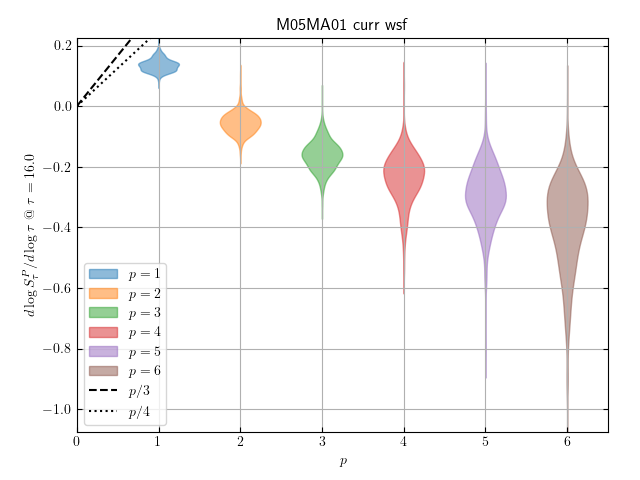 M05MA01 curr wsf
d log S_τ^P / d log τ @ τ = 16.0
0.2
0.0
−0.2
−0.4
−0.6
−0.8
−1.0
p = 1
p = 2
p = 3
p = 4
p = 5
p = 6
p/3
p/4
0 1 2 3 4 5 6
p